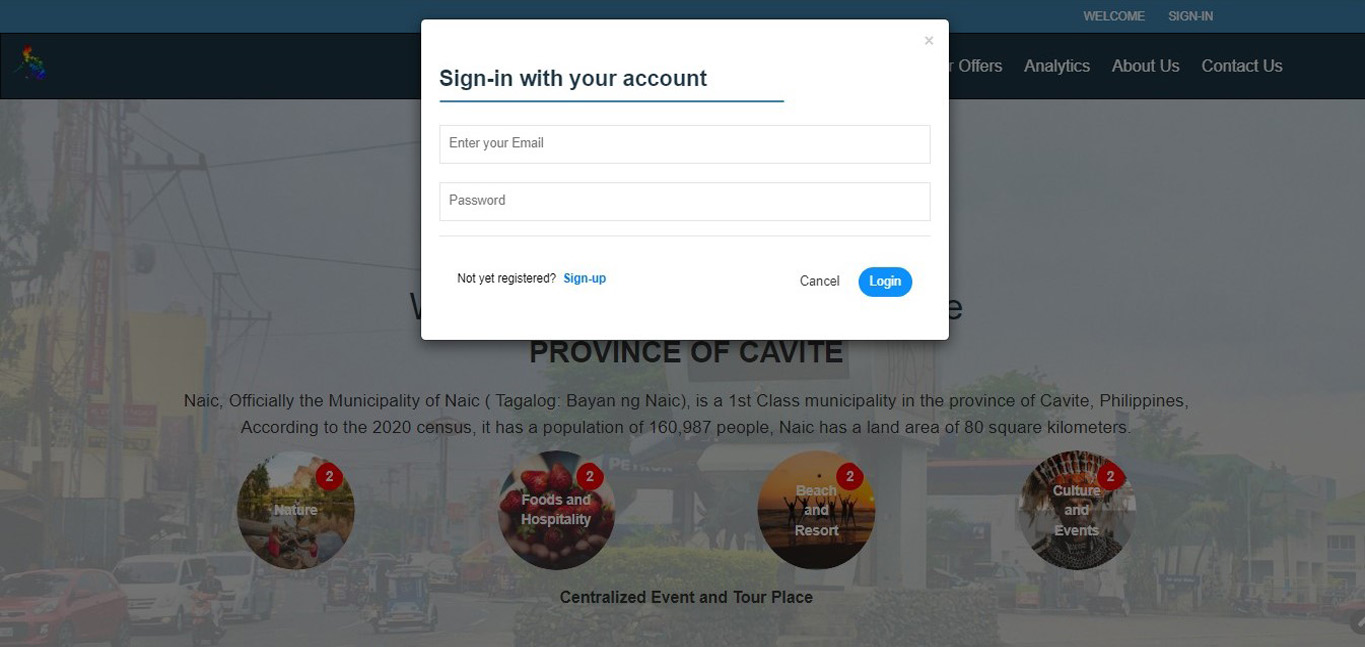 WELCOME SIGN-IN
Offers Analytics About Us Contact Us
×
Sign-in with your account
Enter your Email
Password
Not yet registered? Sign-up
Cancel Login
PROVINCE OF CAVITE
Naic, Officially the Municipality of Naic ( Tagalog: Bayan ng Naic), is a 1st Class municipality in the province of Cavite, Philippines,
According to the 2020 census, it has a population of 160,987 people, Naic has a land area of 80 square kilometers.
PETRON
2
Nature
2
Foods and
Hospitality
2
Beach
and
Resort
2
Culture
and
Events
Centralized Event and Tour Place